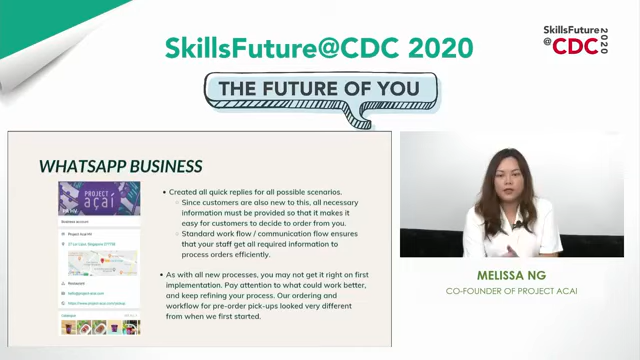 SkillsFuture@CDC 2020
SkillsFuture
@CDC
2020
THE FUTURE OF YOU
WHATSAPP BUSINESS
PROJECT
açaí
Business account
Restaurant
• Created all quick replies for all possible scenarios.
○ Since customers are also new to this, all necessary
information must be provided so that it makes it
easy for customers to decide to order from you.
○ Standard work flow / communication flow ensures
that your staff get all required information to
process orders efficiently.
• As with all new processes, you may not get it right on first
implementation. Pay attention to what could work better,
and keep refining your process. Our ordering and
workflow for pre-order pick-ups looked very different
from when we first started.
MELISSA NG
CO-FOUNDER OF PROJECT ACAI